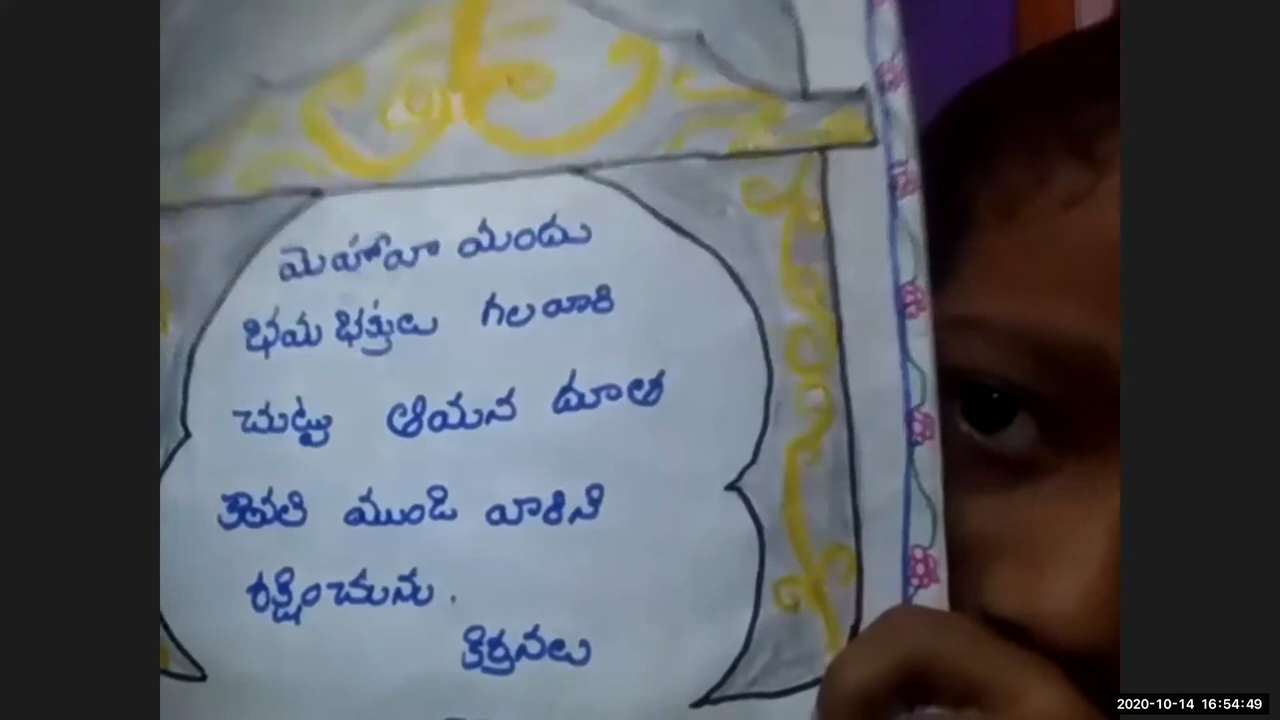 మెహోవా యందు
భయ భక్తులు గలవారి
చుట్టు ఆయన దూత
కావలి ముండి వారిని
రక్షించును.
కిర్తనలు
2020-10-14 16:54:49